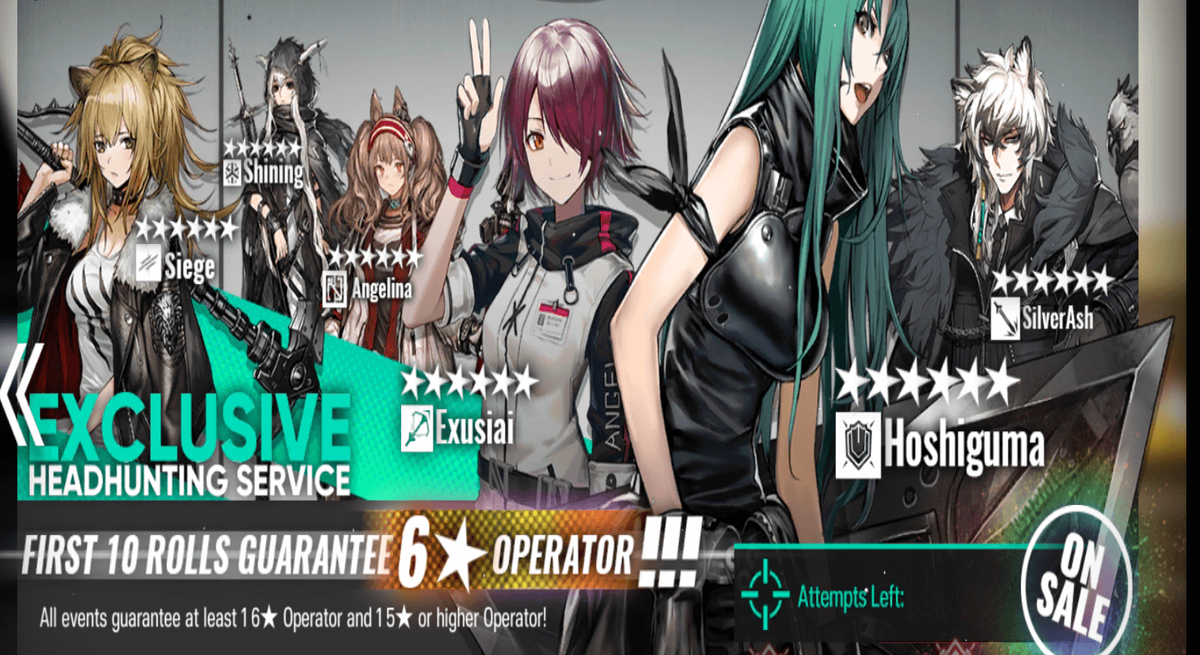 ★★★★★★
Shining
★★★★★★
Siege
★★★★★★
Angelina
★★★★★★
SilverAsh
★★★★★★
Exusiai
★★★★★★
Hoshiguma
ANGEL
EXCLUSIVE
HEADHUNTING SERVICE
FIRST 10 ROLLS GUARANTEE 6★ OPERATOR !!!
All events guarantee at least 1 6★ Operator and 1 5★ or higher Operator!
Attempts Left:
ON
SALE